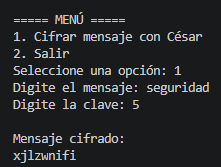 ===== MENÚ =====
1. Cifrar mensaje con César
2. Salir
Seleccione una opción: 1
Digite el mensaje: seguridad
Digite la clave: 5

Mensaje cifrado:
xjlzwnifi